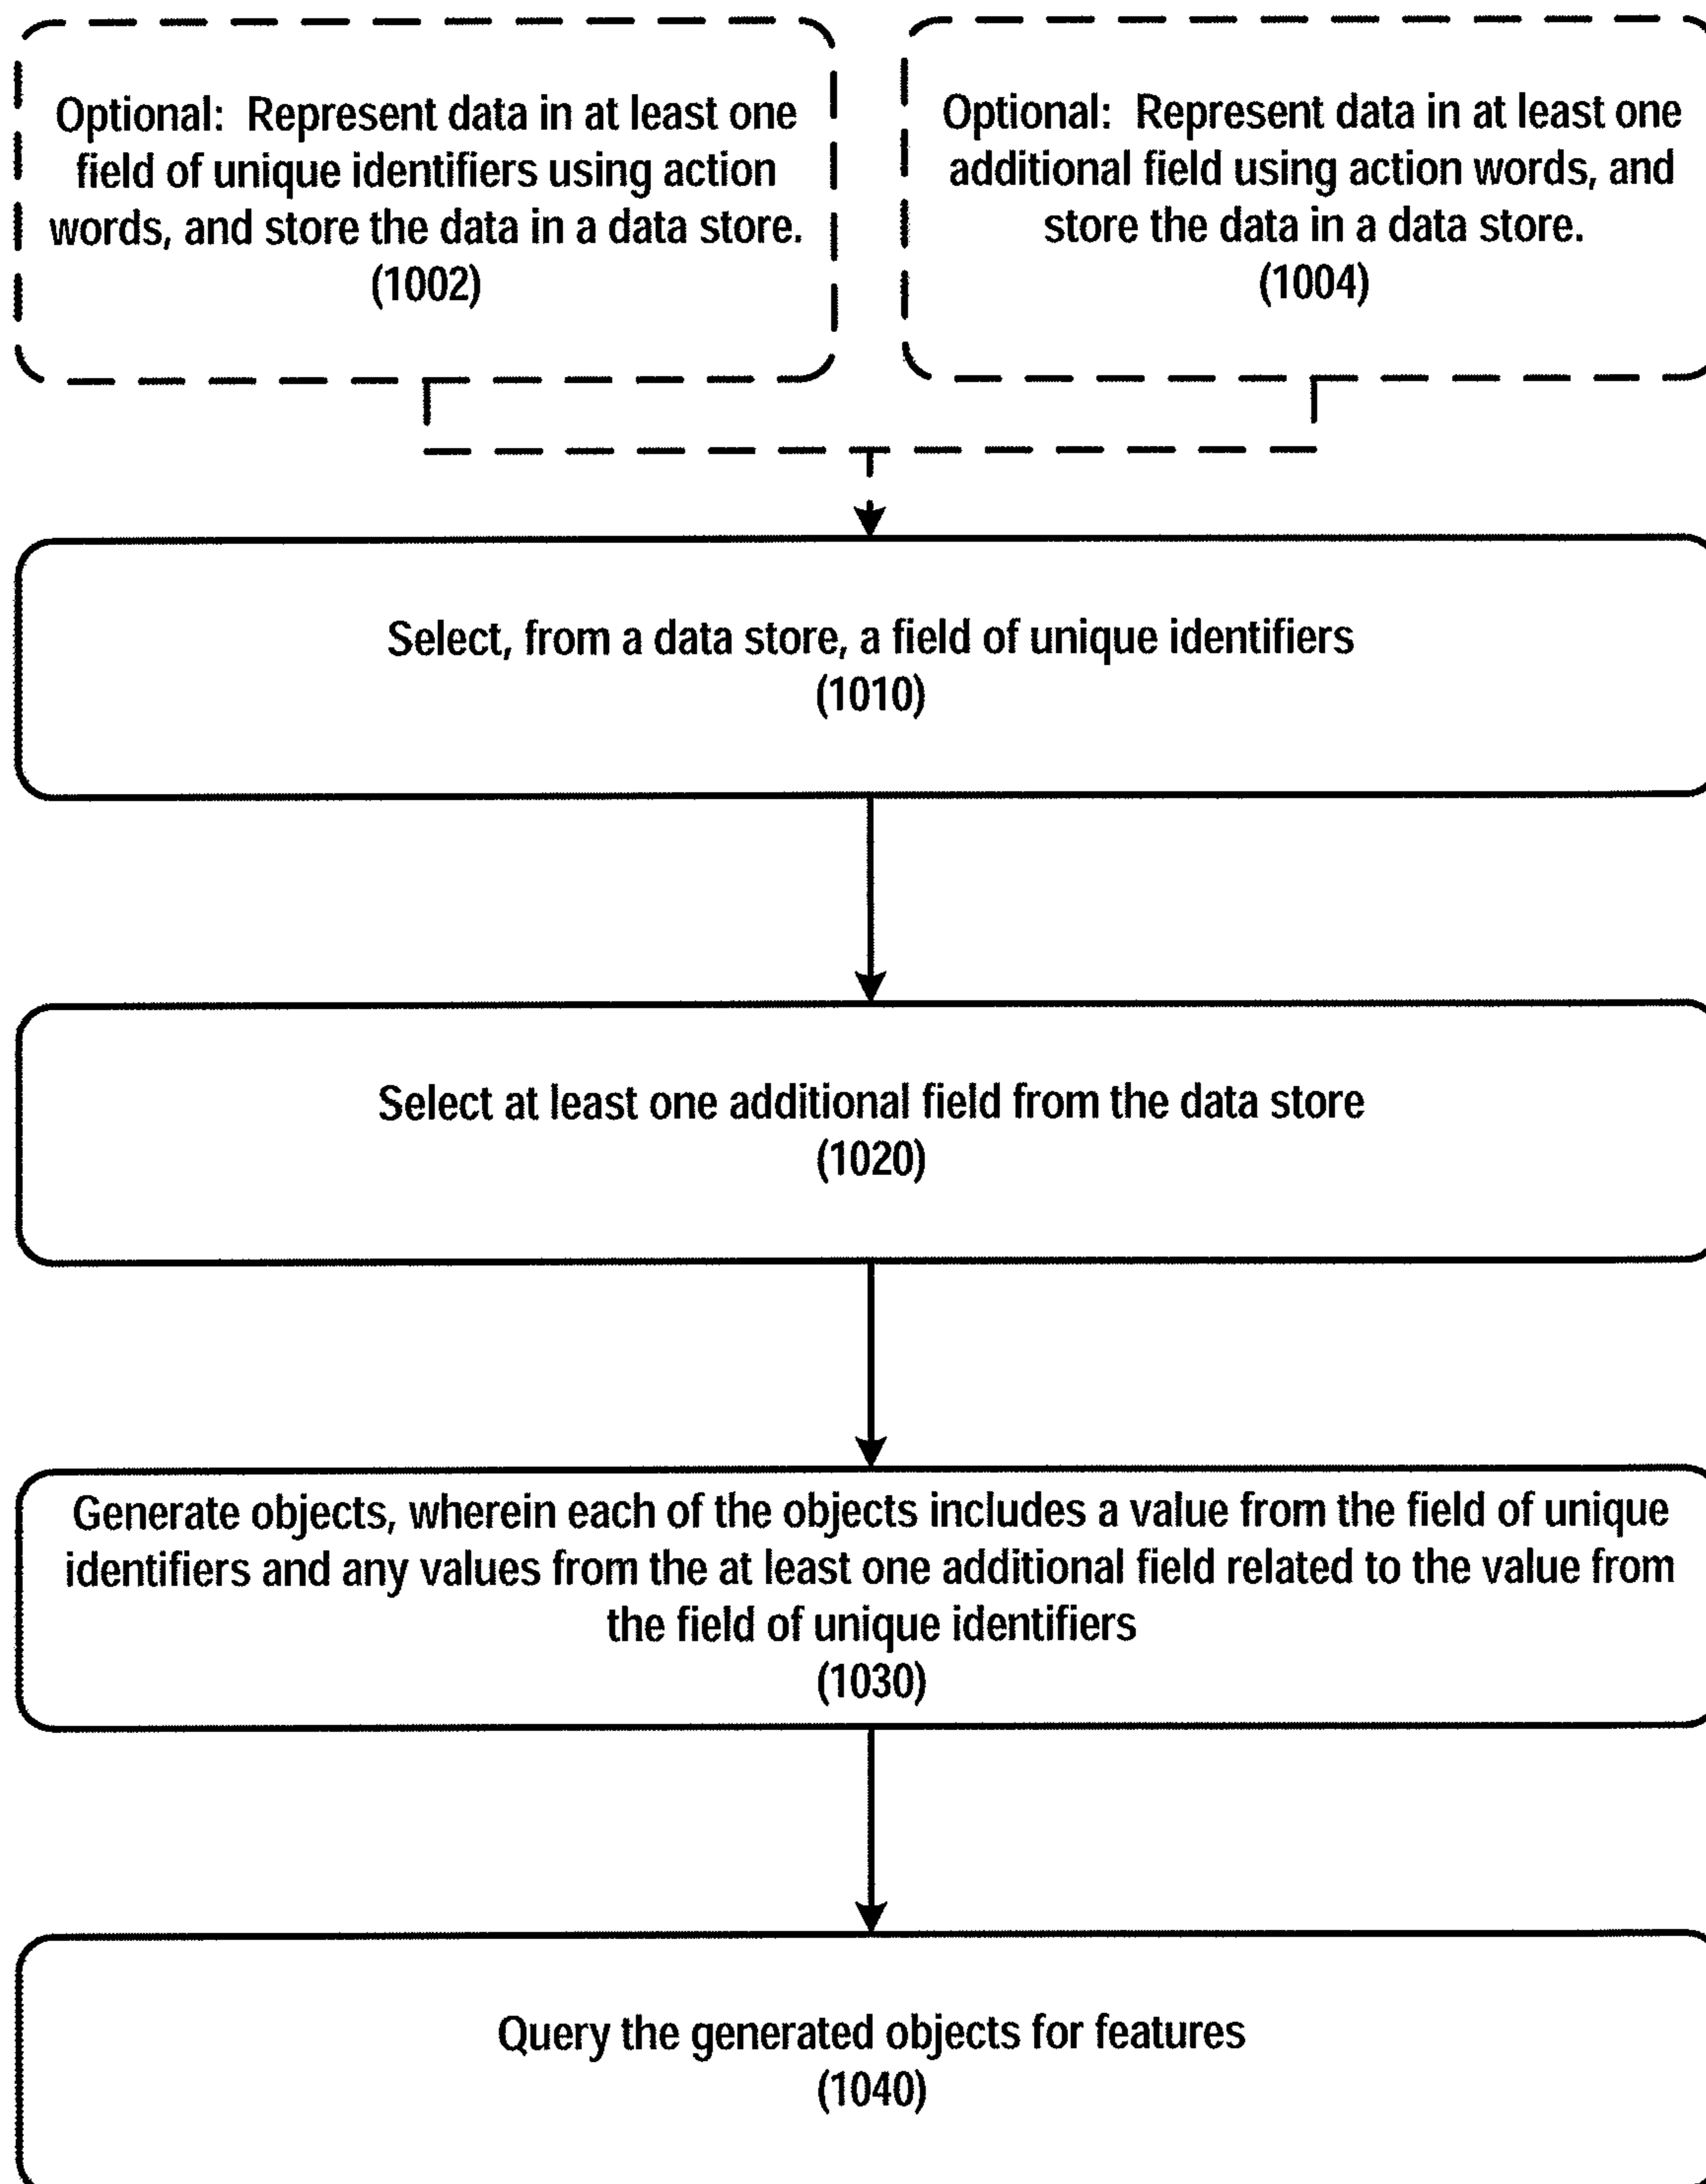 Optional: Represent data in at least one
field of unique identifiers using action
words, and store the data in a data store.
(1002)
Optional: Represent data in at least one
additional field using action words, and
store the data in a data store.
(1004)
Select, from a data store, a field of unique identifiers
(1010)
Select at least one additional field from the data store
(1020)
Generate objects, wherein each of the objects includes a value from the field of unique
identifiers and any values from the at least one additional field related to the value from
the field of unique identifiers
(1030)
Query the generated objects for features
(1040)